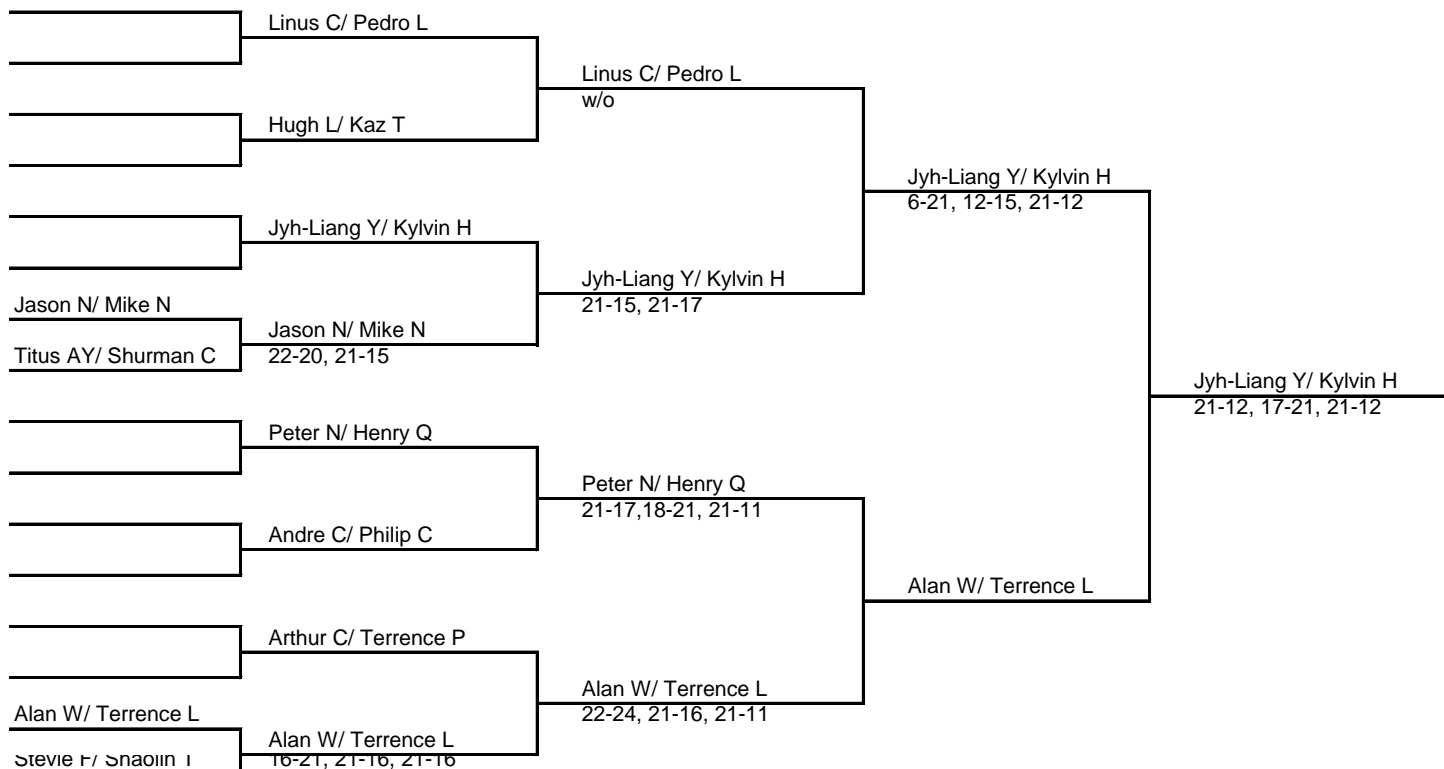 Linus C/ Pedro L
Linus C/ Pedro L
w/o
Hugh L/ Kaz T
Jyh-Liang Y/ Kylvin H
6-21, 12-15, 21-12
Jyh-Liang Y/ Kylvin H
Jyh-Liang Y/ Kylvin H
21-15, 21-17
Jason N/ Mike N
Jason N/ Mike N
22-20, 21-15
Titus AY/ Shurman C
Jyh-Liang Y/ Kylvin H
21-12, 17-21, 21-12
Peter N/ Henry Q
Peter N/ Henry Q
21-17,18-21, 21-11
Andre C/ Philip C
Alan W/ Terrence L
Arthur C/ Terrence P
Alan W/ Terrence L
22-24, 21-16, 21-11
Alan W/ Terrence L
Alan W/ Terrence L
16-21, 21-16, 21-16
Stevie F/ Shaolin